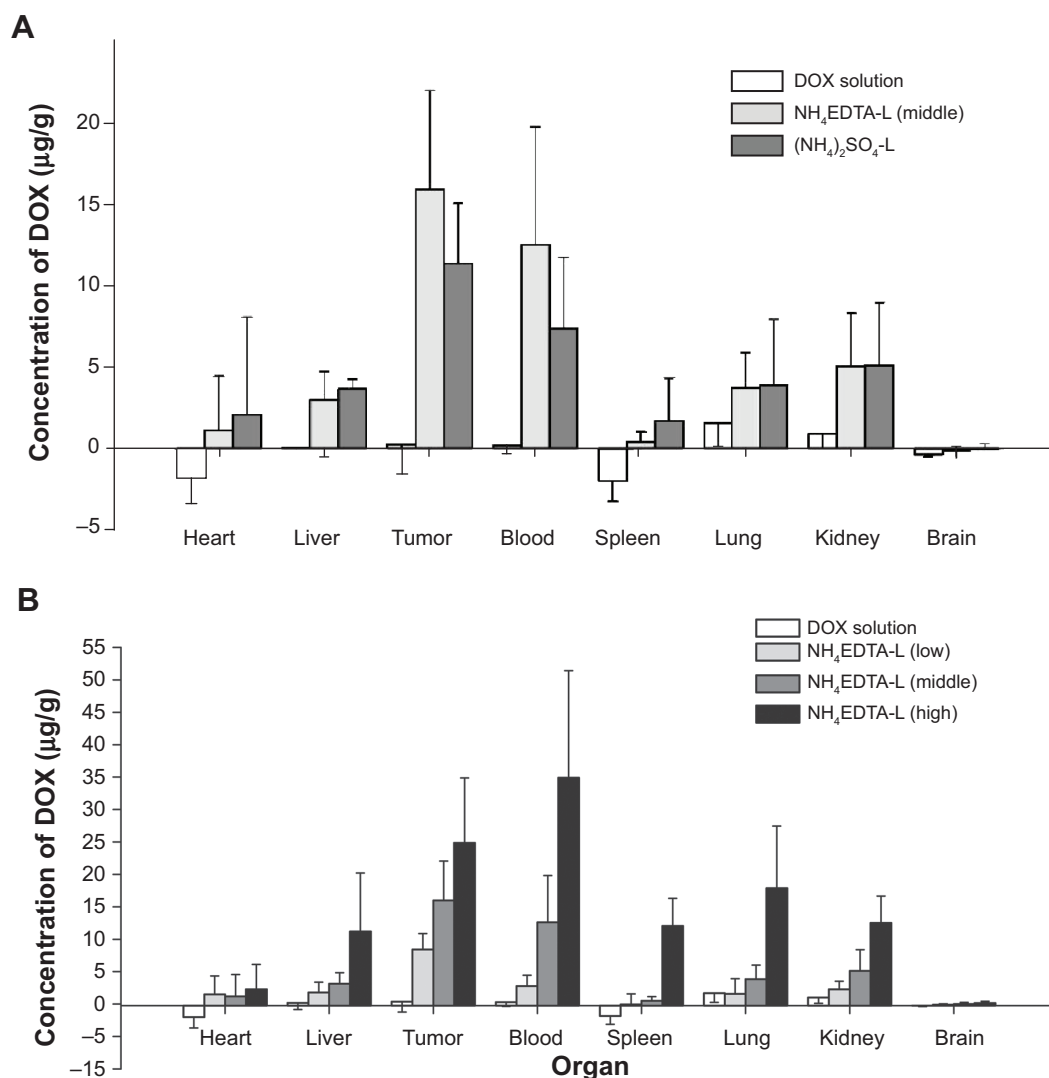 A
Concentration of DOX (μg/g)
20
15
10
5
0
–5
DOX solution
NH₄EDTA-L (middle)
(NH₄)₂SO₄-L
Heart Liver Tumor Blood Spleen Lung Kidney Brain
B
Concentration of DOX (μg/g)
55
50
45
40
35
30
25
20
15
10
5
0
–5
–15
DOX solution
NH₄EDTA-L (low)
NH₄EDTA-L (middle)
NH₄EDTA-L (high)
Heart Liver Tumor Blood Spleen Lung Kidney Brain
Organ